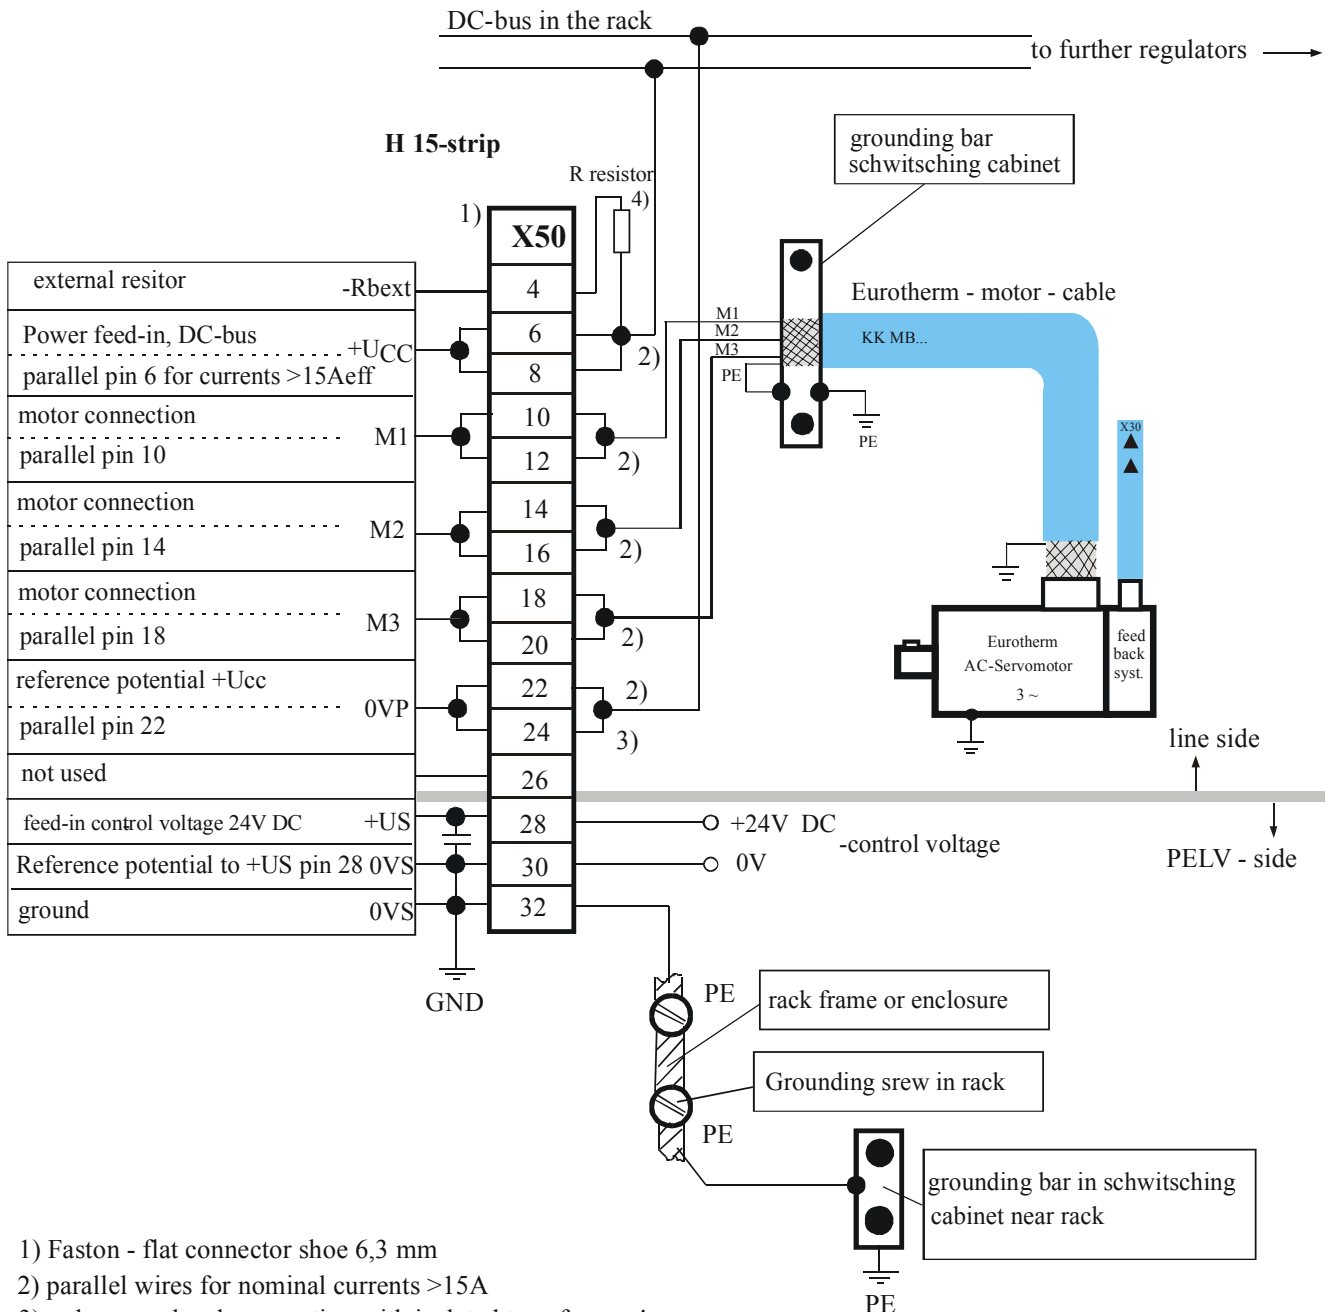 DC-bus in the rack
to further regulators
H 15-strip
grounding bar
schwitsching cabinet
R resistor
4)
1)
X50
external resitor
-Rbext
4
Eurotherm - motor - cable
KK MB...
Power feed-in, DC-bus
+UCC
parallel pin 6 for currents >15Aeff
6
8
2)
M1
M2
M3
PE
PE
motor connection
M1
parallel pin 10
10
12
2)
X30
motor connection
M2
parallel pin 14
14
16
2)
motor connection
M3
parallel pin 18
18
20
2)
Eurotherm
AC-Servomotor
3 ~
feed
back
syst.
reference potential +Ucc
0VP
parallel pin 22
22
24
2)
3)
not used
26
line side
PELV - side
feed-in control voltage 24V DC
+US
28
+24V DC
-control voltage
Reference potential to +US pin 28 0VS
30
0V
ground
0VS
32
GND
PE
rack frame or enclosure
Grounding srew in rack
PE
grounding bar in schwitsching
cabinet near rack
PE
1) Faston - flat connector shoe 6,3 mm
2) parallel wires for nominal currents >15A